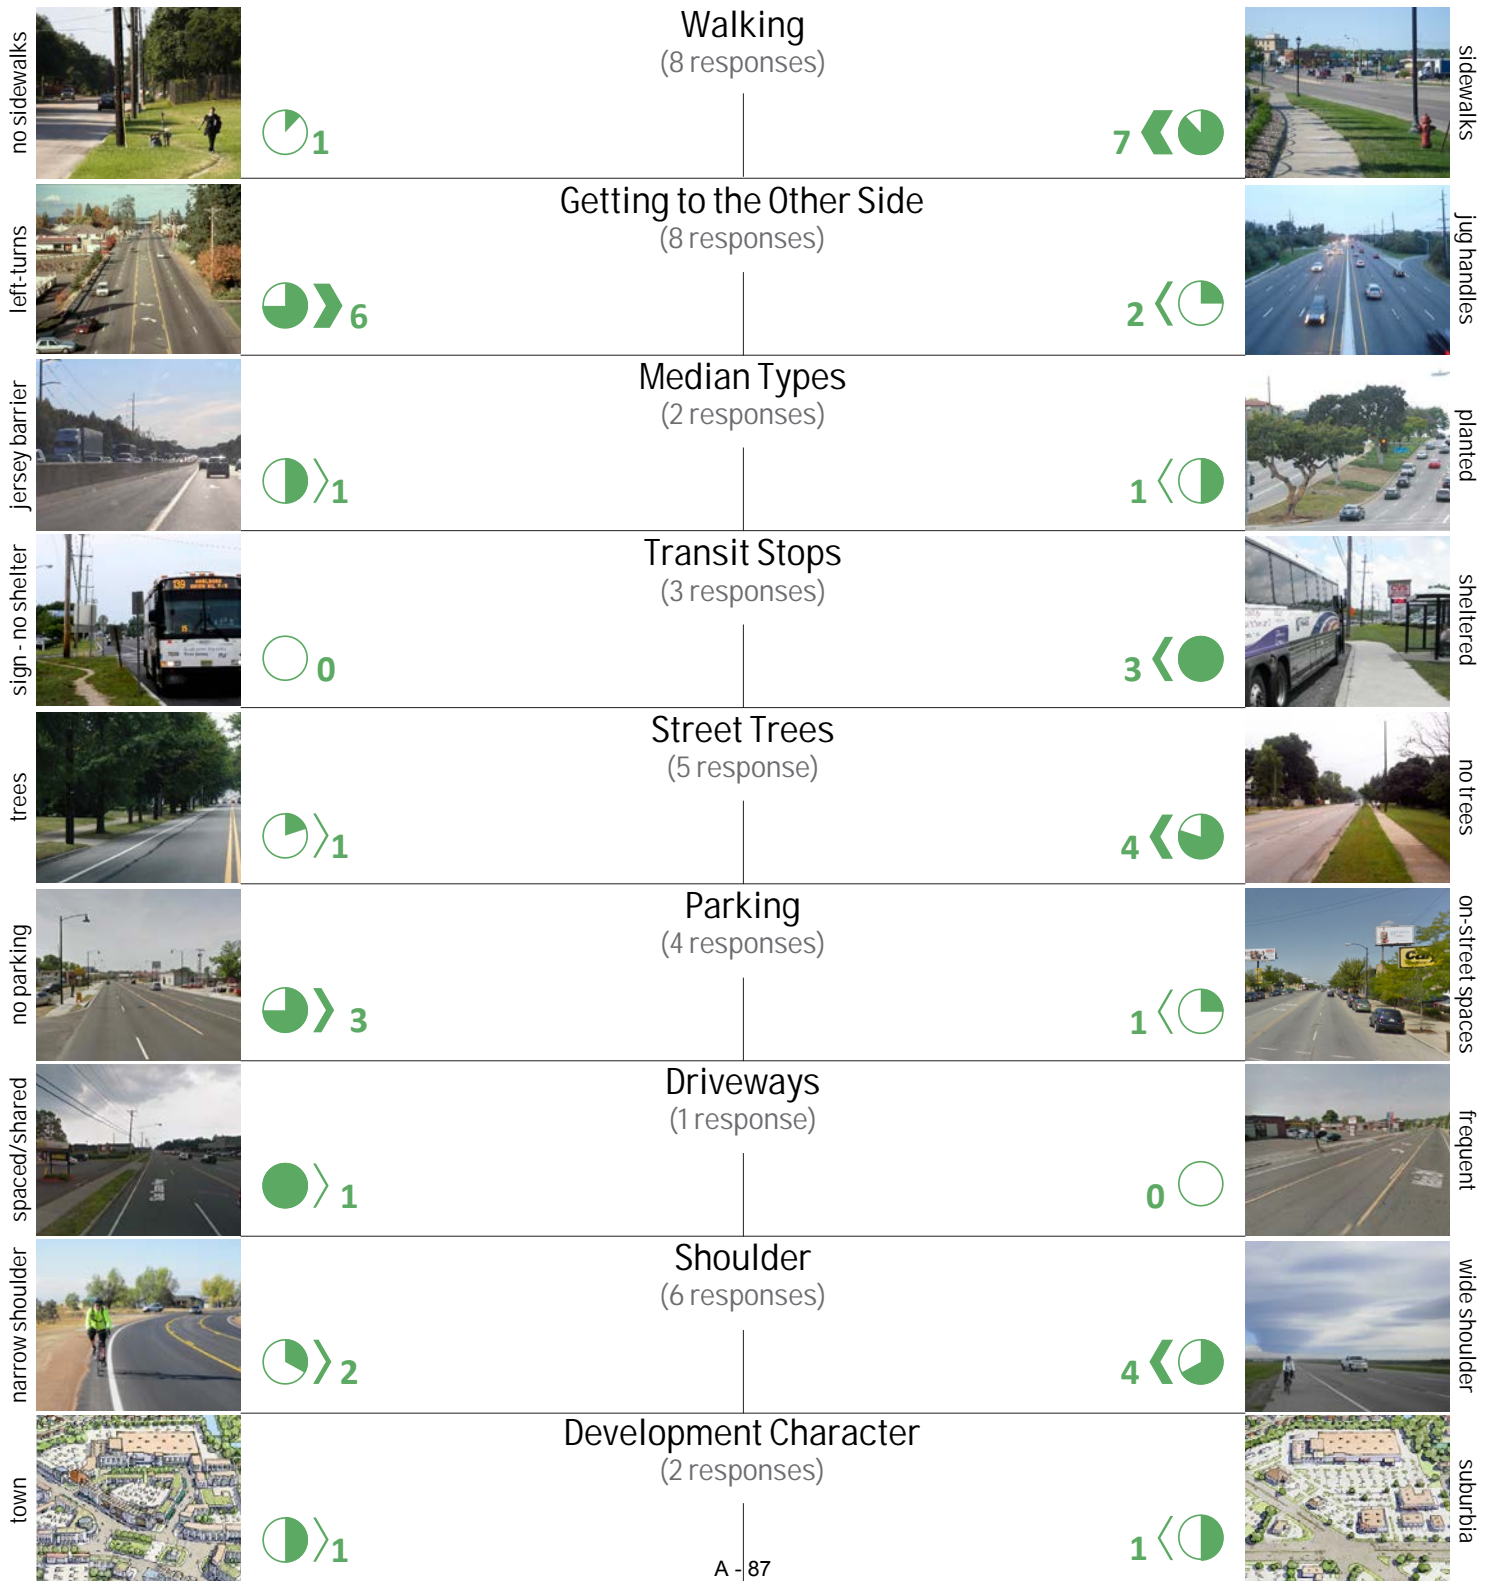 Walking
(8 responses)
no sidewalks
1
7
sidewalks
Getting to the Other Side
(8 responses)
left-turns
6
2
jug handles
Median Types
(2 responses)
jersey barrier
1
1
planted
Transit Stops
(3 responses)
sign - no shelter
139
0
3
sheltered
Street Trees
(5 response)
trees
1
4
no trees
Parking
(4 responses)
no parking
3
1
on-street spaces
Driveways
(1 response)
spaced/shared
1
0
frequent
Shoulder
(6 responses)
narrow shoulder
2
4
wide shoulder
Development Character
(2 responses)
town
1
1
suburbia
A - 87